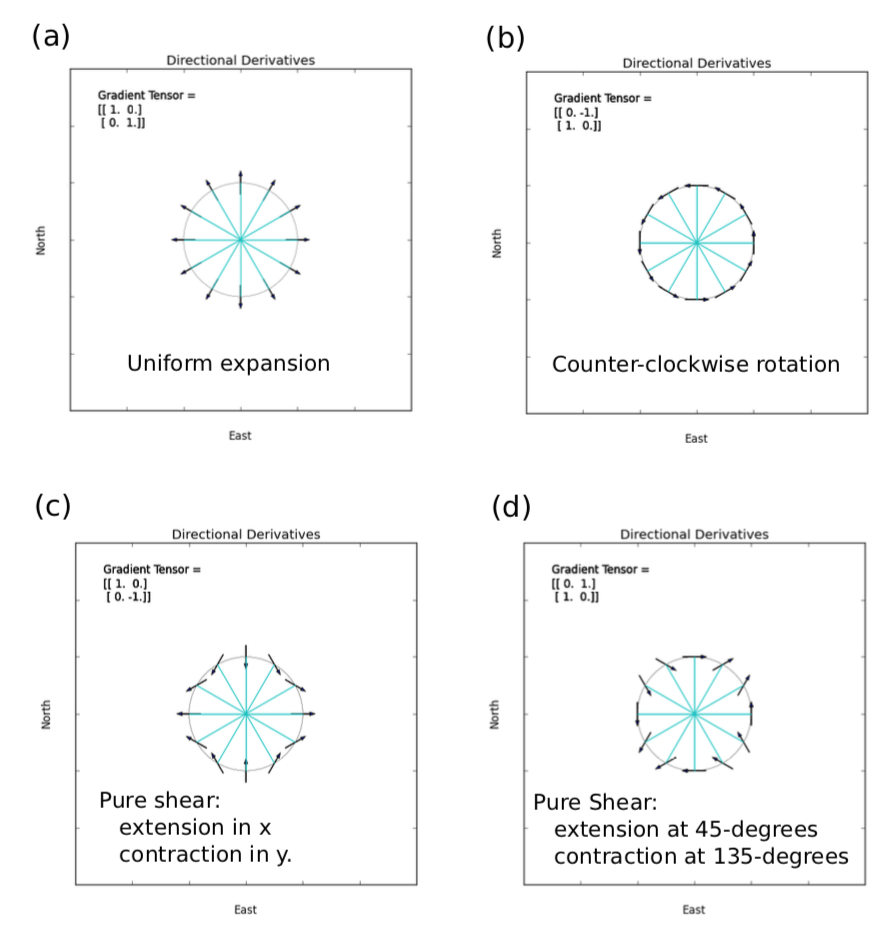 (a)
Directional Derivatives
Gradient Tensor =
[[ 1.  0.]
[ 0.  1.]]
North
Uniform expansion
East
(b)
Directional Derivatives
Gradient Tensor =
[[ 0. -1.]
[ 1.  0.]]
North
Counter-clockwise rotation
East
(c)
Directional Derivatives
Gradient Tensor =
[[ 1.  0.]
[ 0. -1.]]
North
Pure shear:
extension in x
contraction in y.
East
(d)
Directional Derivatives
Gradient Tensor =
[[ 0.  1.]
[ 1.  0.]]
North
Pure Shear:
extension at 45-degrees
contraction at 135-degrees
East